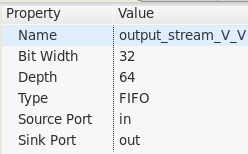 Property Value
Name output_stream_V_V
Bit Width 32
Depth 64
Type FIFO
Source Port in
Sink Port out